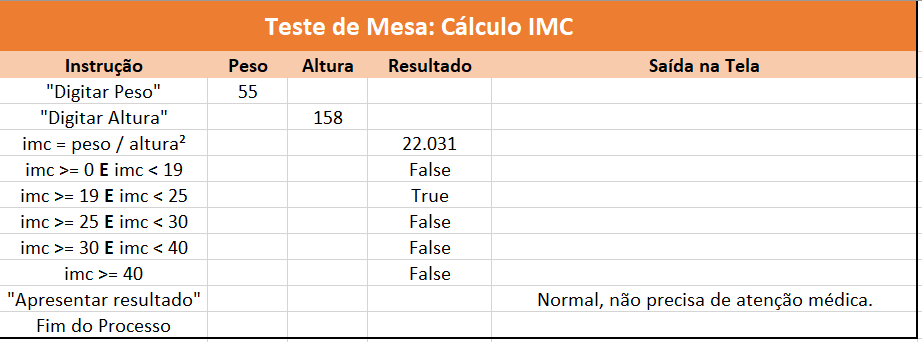 Teste de Mesa: Cálculo IMC
Instrução Peso Altura Resultado Saída na Tela
"Digitar Peso" 55
"Digitar Altura" 158
imc = peso / altura² 22.031
imc >= 0 E imc < 19 False
imc >= 19 E imc < 25 True
imc >= 25 E imc < 30 False
imc >= 30 E imc < 40 False
imc >= 40 False
"Apresentar resultado" Normal, não precisa de atenção médica.
Fim do Processo